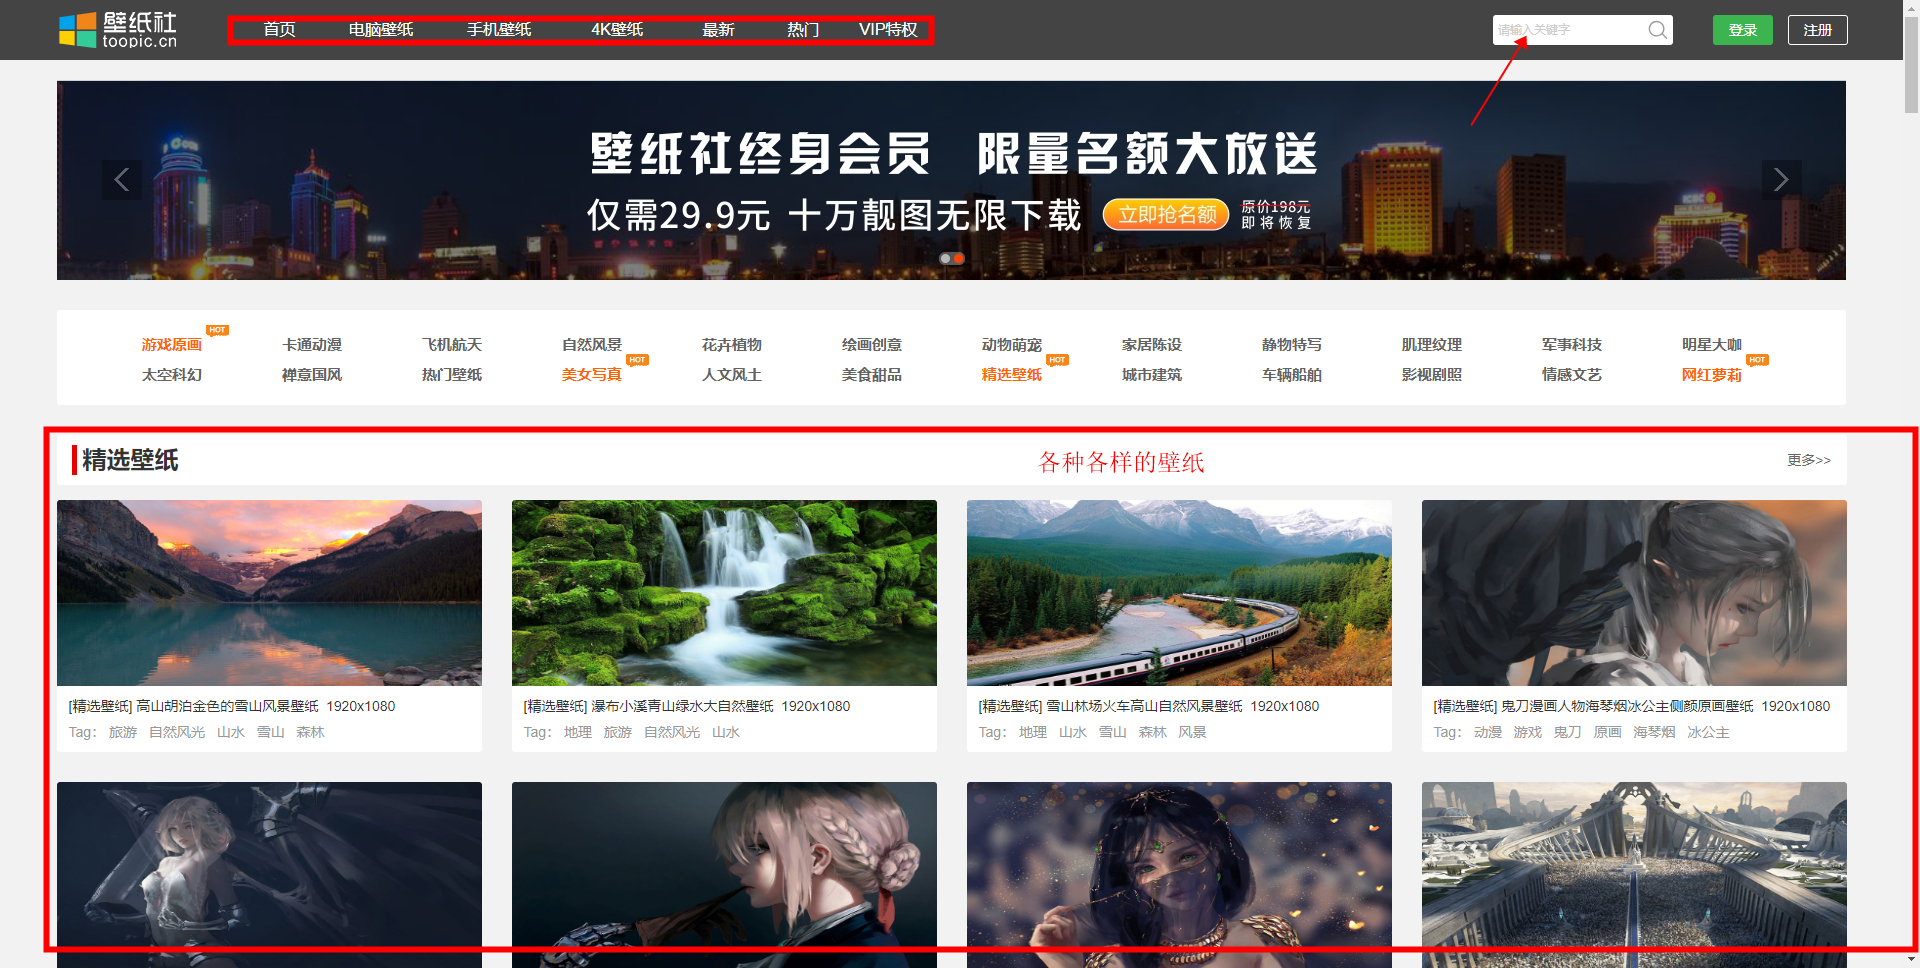 壁纸社
toopic.cn
首页 电脑壁纸 手机壁纸 4K壁纸 最新 热门 VIP特权
请输入关键字
登录 注册
壁纸社终身会员 限量名额大放送
仅需29.9元 十万靓图无限下载 立即抢名额 原价198元
即将恢复
游戏原画 HOT 卡通动漫 飞机航天 自然风景 花卉植物 绘画创意 动物萌宠 家居陈设 静物特写 肌理纹理 军事科技 明星大咖
太空科幻 禅意国风 热门壁纸 美女写真 HOT 人文风土 美食甜品 精选壁纸 HOT 城市建筑 车辆船舶 影视剧照 情感文艺 网红萝莉 HOT
精选壁纸 各种各样的壁纸 更多>>
[精选壁纸] 高山胡泊金色的雪山风景壁纸 1920x1080
Tag： 旅游 自然风光 山水 雪山 森林
[精选壁纸] 瀑布小溪青山绿水大自然壁纸 1920x1080
Tag： 地理 旅游 自然风光 山水
[精选壁纸] 雪山林场火车高山自然风景壁纸 1920x1080
Tag： 地理 山水 雪山 森林 风景
[精选壁纸] 鬼刀漫画人物海琴烟冰公主侧颜原画壁纸 1920x1080
Tag： 动漫 游戏 鬼刀 原画 海琴烟 冰公主